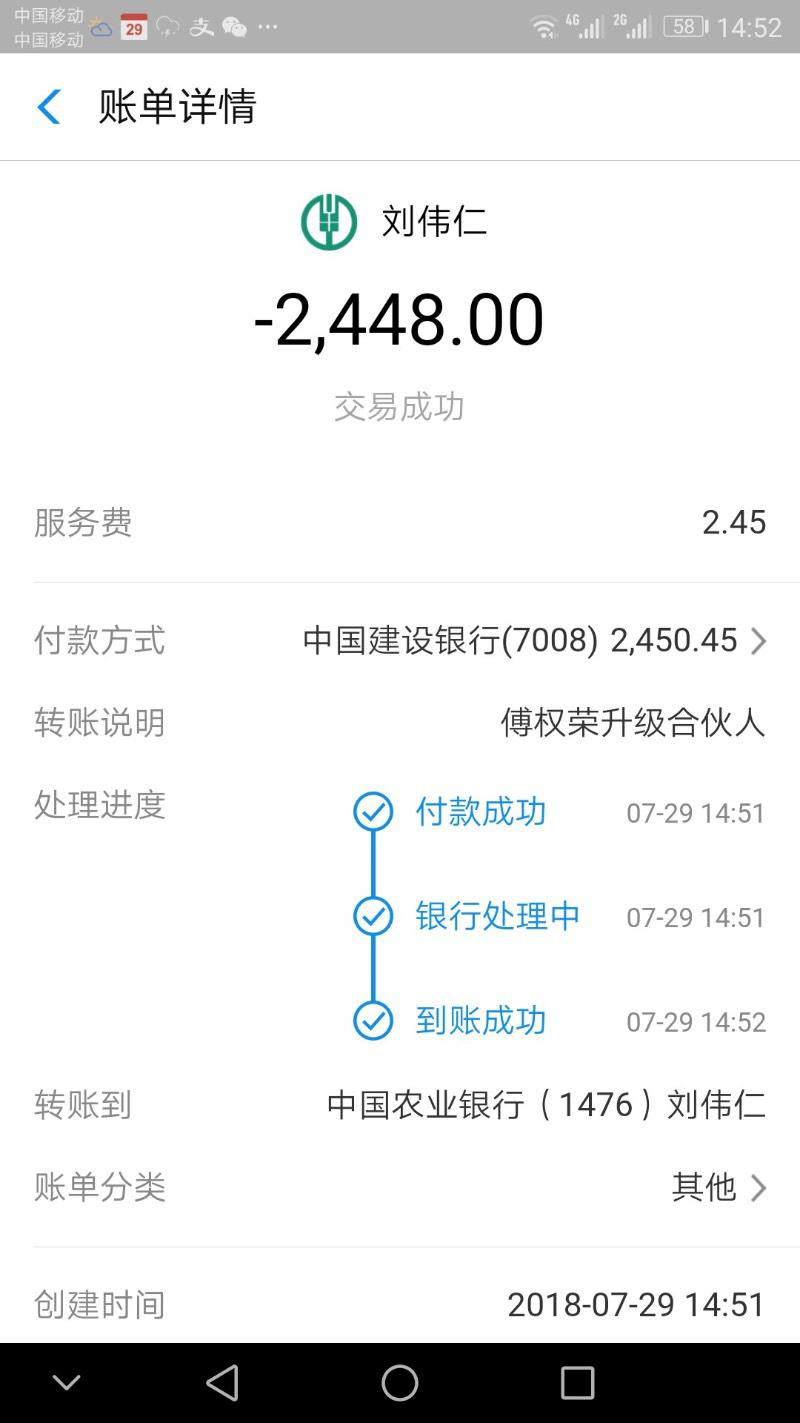 中国移动
中国移动
29
4G
2G
58
14:52
账单详情
刘伟仁
-2,448.00
交易成功
服务费 2.45
付款方式 中国建设银行(7008) 2,450.45
转账说明 傅权荣升级合伙人
处理进度
付款成功 07-29 14:51
银行处理中 07-29 14:51
到账成功 07-29 14:52
转账到 中国农业银行（1476）刘伟仁
账单分类 其他
创建时间 2018-07-29 14:51